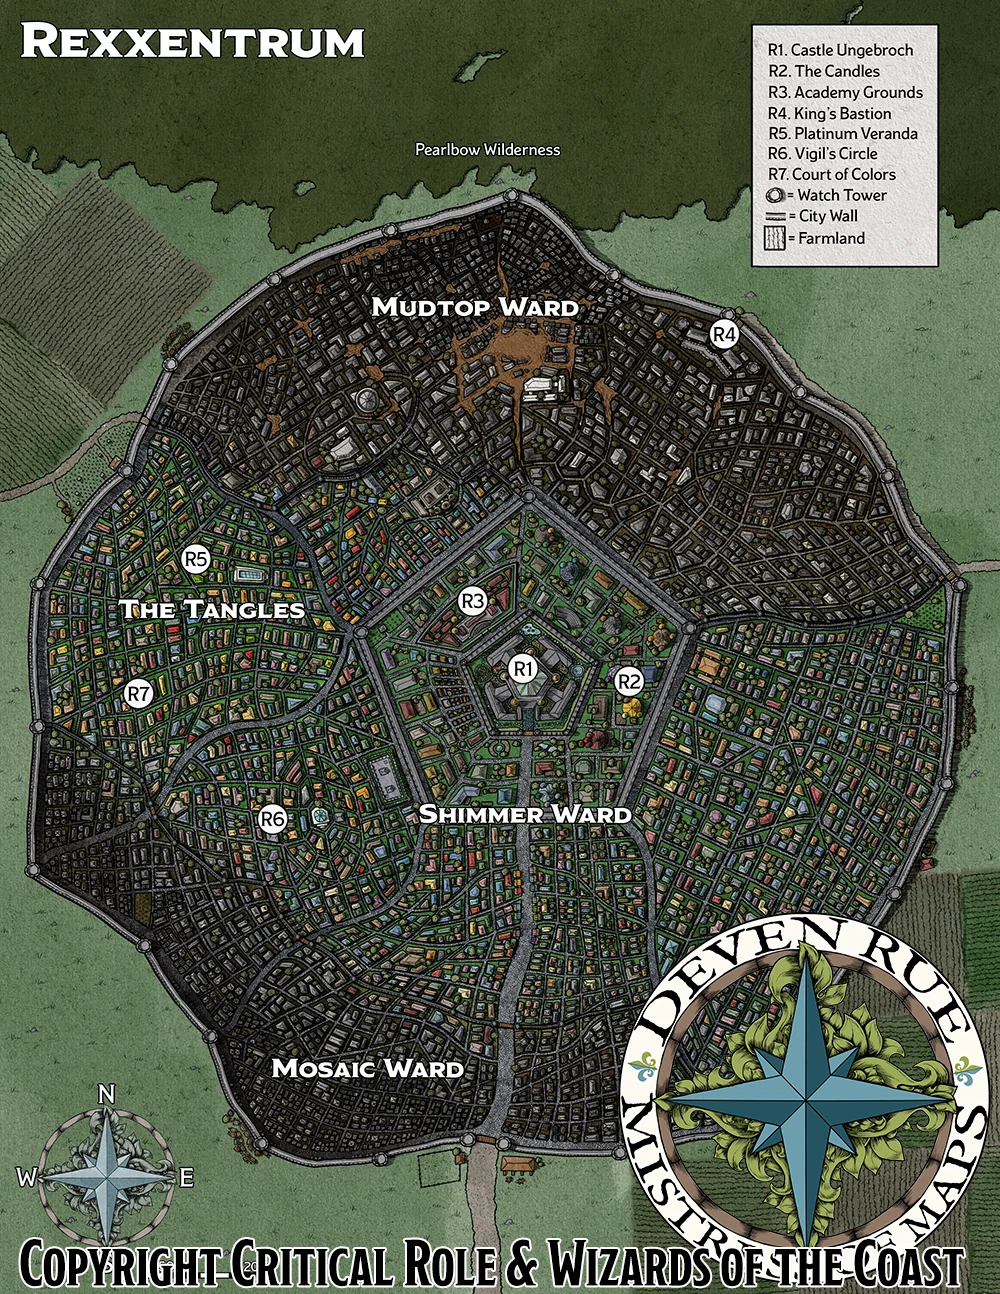 REXXENTRUM
R1. Castle Ungebroch
R2. The Candles
R3. Academy Grounds
R4. King's Bastion
R5. Platinum Veranda
R6. Vigil's Circle
R7. Court of Colors
= Watch Tower
= City Wall
= Farmland
Pearlbow Wilderness
MUDTOP WARD
R4
R5
R3
THE TANGLES
R1
R2
R7
SHIMMER WARD
R6
MOSAIC WARD
N
W
E
DEVEN RUE
MISTRESS OF MAPS
COPYRIGHT CRITICAL ROLE & WIZARDS OF THE COAST